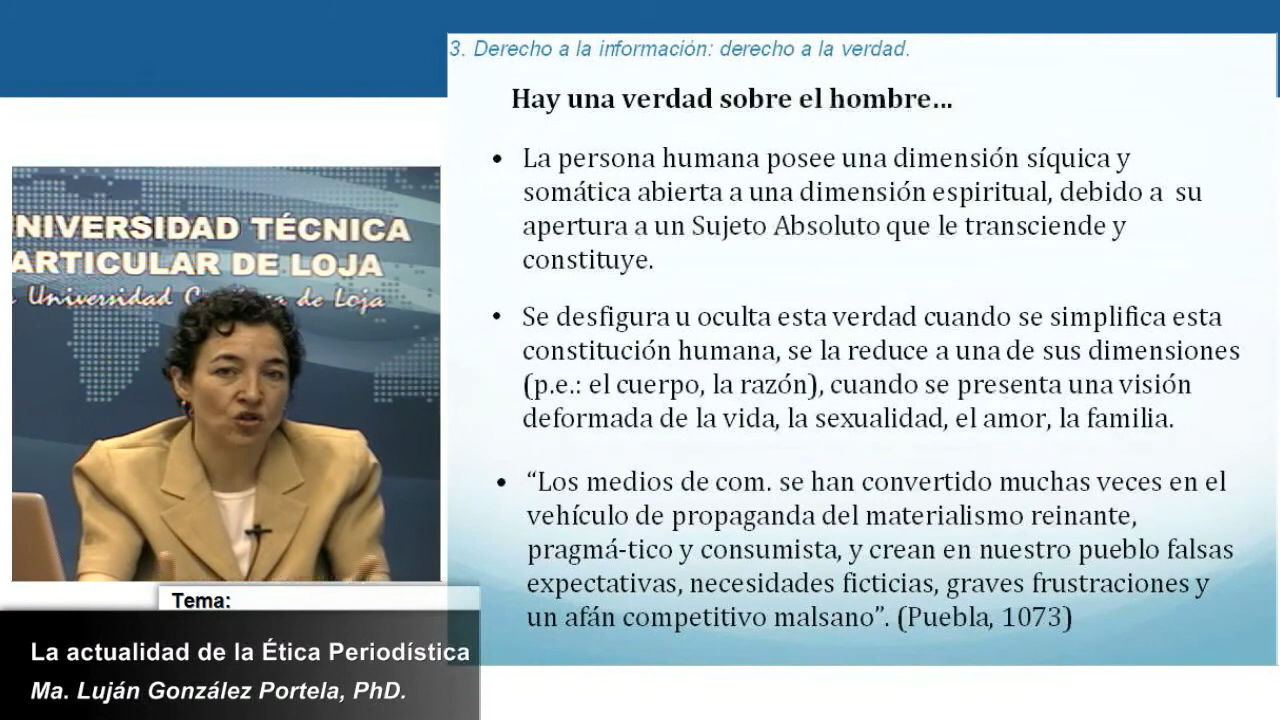 3. Derecho a la información: derecho a la verdad.
Hay una verdad sobre el hombre...
• La persona humana posee una dimensión síquica y
somática abierta a una dimensión espiritual, debido a su
apertura a un Sujeto Absoluto que le transciende y
constituye.
• Se desfigura u oculta esta verdad cuando se simplifica esta
constitución humana, se la reduce a una de sus dimensiones
(p.e.: el cuerpo, la razón), cuando se presenta una visión
deformada de la vida, la sexualidad, el amor, la familia.
• “Los medios de com. se han convertido muchas veces en el
vehículo de propaganda del materialismo reinante,
pragmá-tico y consumista, y crean en nuestro pueblo falsas
expectativas, necesidades ficticias, graves frustraciones y
un afán competitivo malsano”. (Puebla, 1073)
NIVERSIDAD TÉCNICA
ARTICULAR DE LOJA
Universidad de Loja
Tema:
La actualidad de la Ética Periodística
Ma. Luján González Portela, PhD.